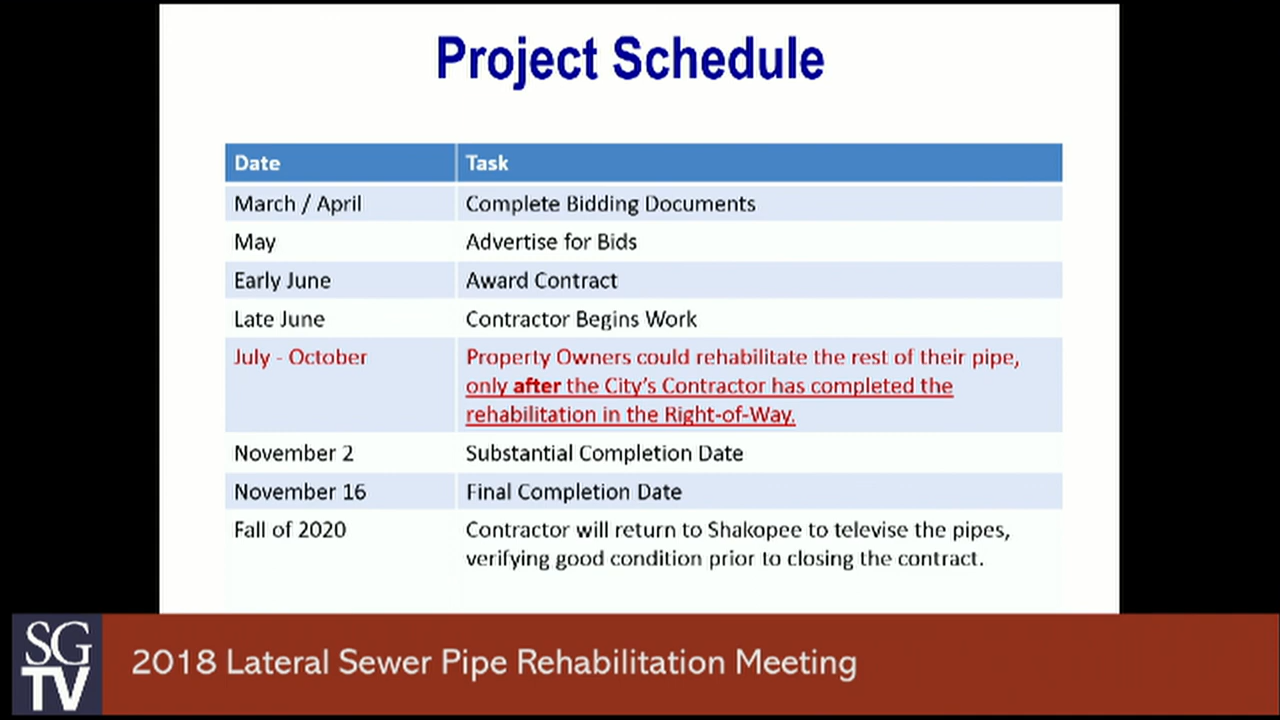 Project Schedule
Date Task
March / April Complete Bidding Documents
May Advertise for Bids
Early June Award Contract
Late June Contractor Begins Work
July - October Property Owners could rehabilitate the rest of their pipe,
only after the City's Contractor has completed the
rehabilitation in the Right-of-Way.
November 2 Substantial Completion Date
November 16 Final Completion Date
Fall of 2020 Contractor will return to Shakopee to televise the pipes,
verifying good condition prior to closing the contract.
SG
TV
2018 Lateral Sewer Pipe Rehabilitation Meeting